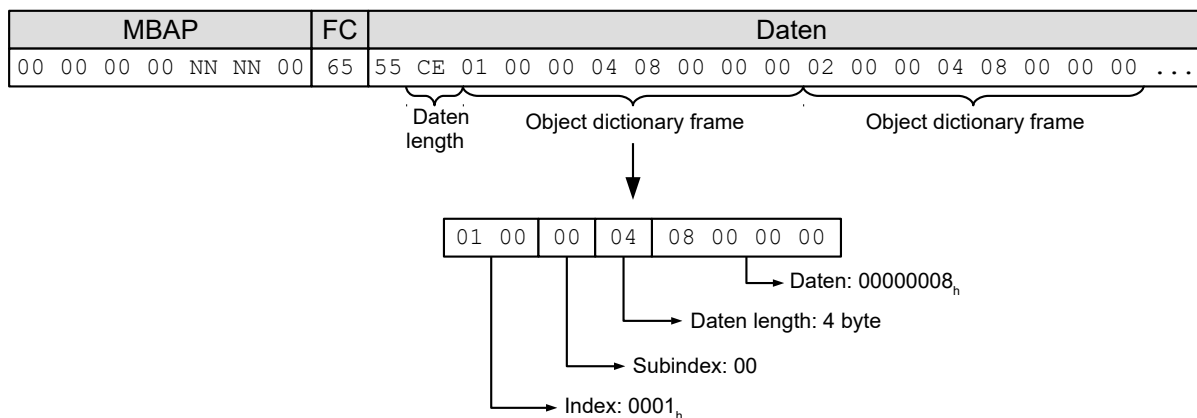 MBAP FC Daten
00 00 00 00 NN NN 00 65 55 CE 01 00 00 04 08 00 00 00 02 00 00 04 08 00 00 00 ...
Daten length
Object dictionary frame
Object dictionary frame
01 00 00 04 08 00 00 00
Daten: 00000008h
Daten length: 4 byte
Subindex: 00
Index: 0001h